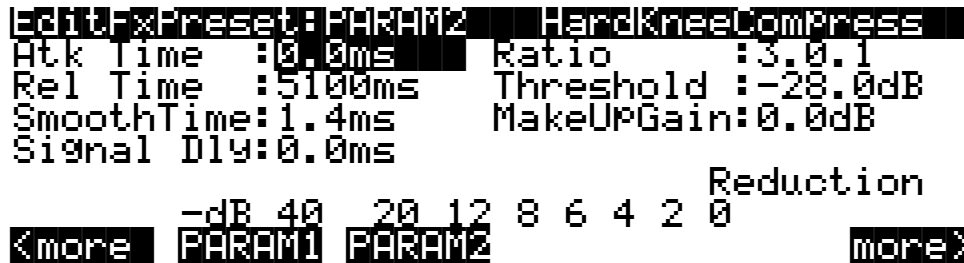 EditFxPreset:PARAM2 HardKneeCompress
Atk Time :0.0ms Ratio :3.0.1
Rel Time :5100ms Threshold :-28.0dB
SmoothTime:1.4ms MakeUpGain:0.0dB
Signal Dly:0.0ms
Reduction
-dB 40 20 12 8 6 4 2 0
<more PARAM1 PARAM2 more>